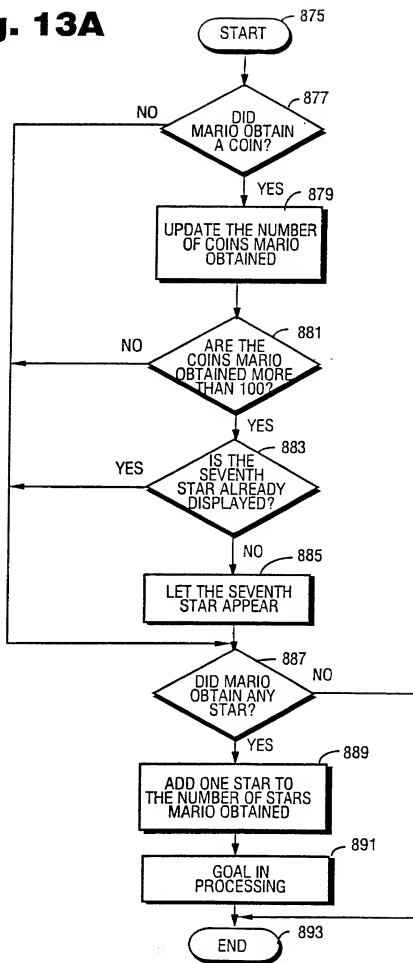 g. 13A
875
START
877
NO
DID
MARIO OBTAIN
A COIN?
YES
879
UPDATE THE NUMBER
OF COINS MARIO
OBTAINED
881
NO
ARE THE
COINS MARIO
OBTAINED MORE
THAN 100?
YES
883
YES
IS THE
SEVENTH
STAR ALREADY
DISPLAYED?
NO
885
LET THE SEVENTH
STAR APPEAR
887
NO
DID MARIO
OBTAIN ANY
STAR?
YES
889
ADD ONE STAR TO
THE NUMBER OF STARS
MARIO OBTAINED
891
GOAL IN
PROCESSING
END
893